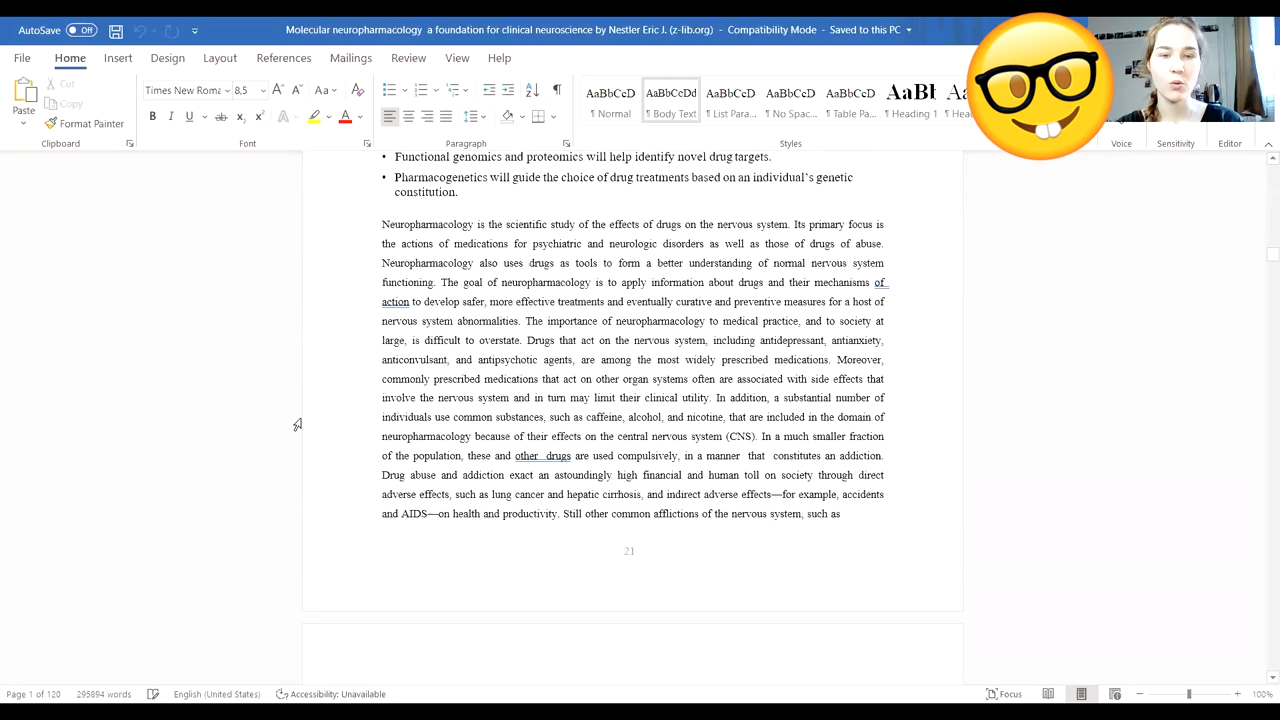 AutoSave Off
Molecular neuropharmacology a foundation for clinical neuroscience by Nestler Eric J. (z-lib.org) - Compatibility Mode - Saved to this PC
File Home Insert Design Layout References Mailings Review View Help
Paste
Cut
Copy
Format Painter
Times New Roma 8,5
AaBbCcD AaBbCcDd AaBbCcD AaBbCcD AaBbCcD AaBb
Normal Body Text List Para... No Spac... Table Pa... Heading 1
Clipboard Font Paragraph Styles Voice Sensitivity Editor
• Functional genomics and proteomics will help identify novel drug targets.
• Pharmacogenetics will guide the choice of drug treatments based on an individual’s genetic
constitution.
Neuropharmacology is the scientific study of the effects of drugs on the nervous system. Its primary focus is
the actions of medications for psychiatric and neurologic disorders as well as those of drugs of abuse.
Neuropharmacology also uses drugs as tools to form a better understanding of normal nervous system
functioning. The goal of neuropharmacology is to apply information about drugs and their mechanisms of
action to develop safer, more effective treatments and eventually curative and preventive measures for a host of
nervous system abnormalities. The importance of neuropharmacology to medical practice, and to society at
large, is difficult to overstate. Drugs that act on the nervous system, including antidepressant, antianxiety,
anticonvulsant, and antipsychotic agents, are among the most widely prescribed medications. Moreover,
commonly prescribed medications that act on other organ systems often are associated with side effects that
involve the nervous system and in turn may limit their clinical utility. In addition, a substantial number of
individuals use common substances, such as caffeine, alcohol, and nicotine, that are included in the domain of
neuropharmacology because of their effects on the central nervous system (CNS). In a much smaller fraction
of the population, these and other drugs are used compulsively, in a manner that constitutes an addiction.
Drug abuse and addiction exact an astoundingly high financial and human toll on society through direct
adverse effects, such as lung cancer and hepatic cirrhosis, and indirect adverse effects—for example, accidents
and AIDS—on health and productivity. Still other common afflictions of the nervous system, such as
21
Page 1 of 120 295894 words English (United States) Accessibility: Unavailable Focus 100%